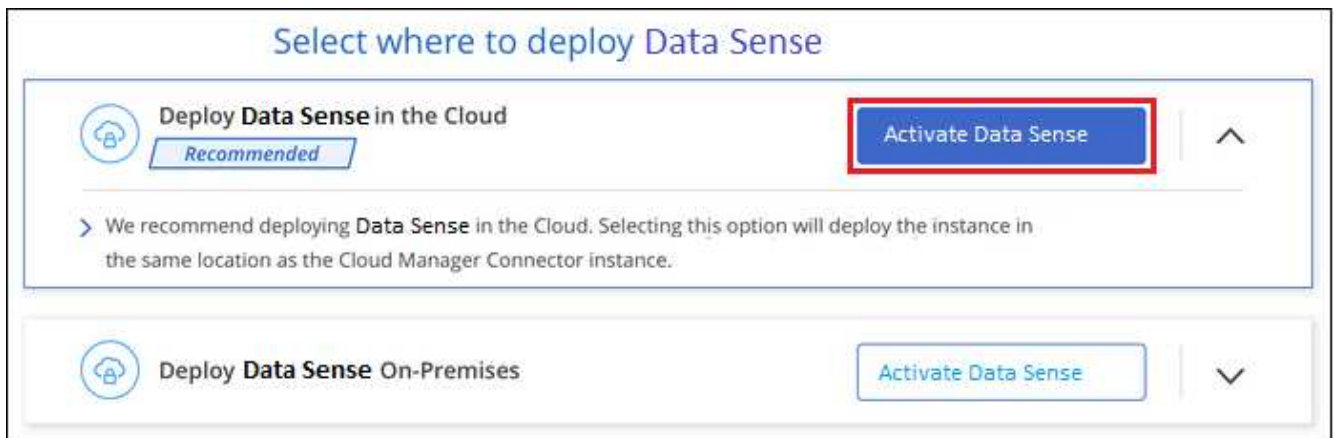 Select where to deploy Data Sense
Deploy Data Sense in the Cloud
Recommended
Activate Data Sense
We recommend deploying Data Sense in the Cloud. Selecting this option will deploy the instance in
the same location as the Cloud Manager Connector instance.
Deploy Data Sense On-Premises
Activate Data Sense